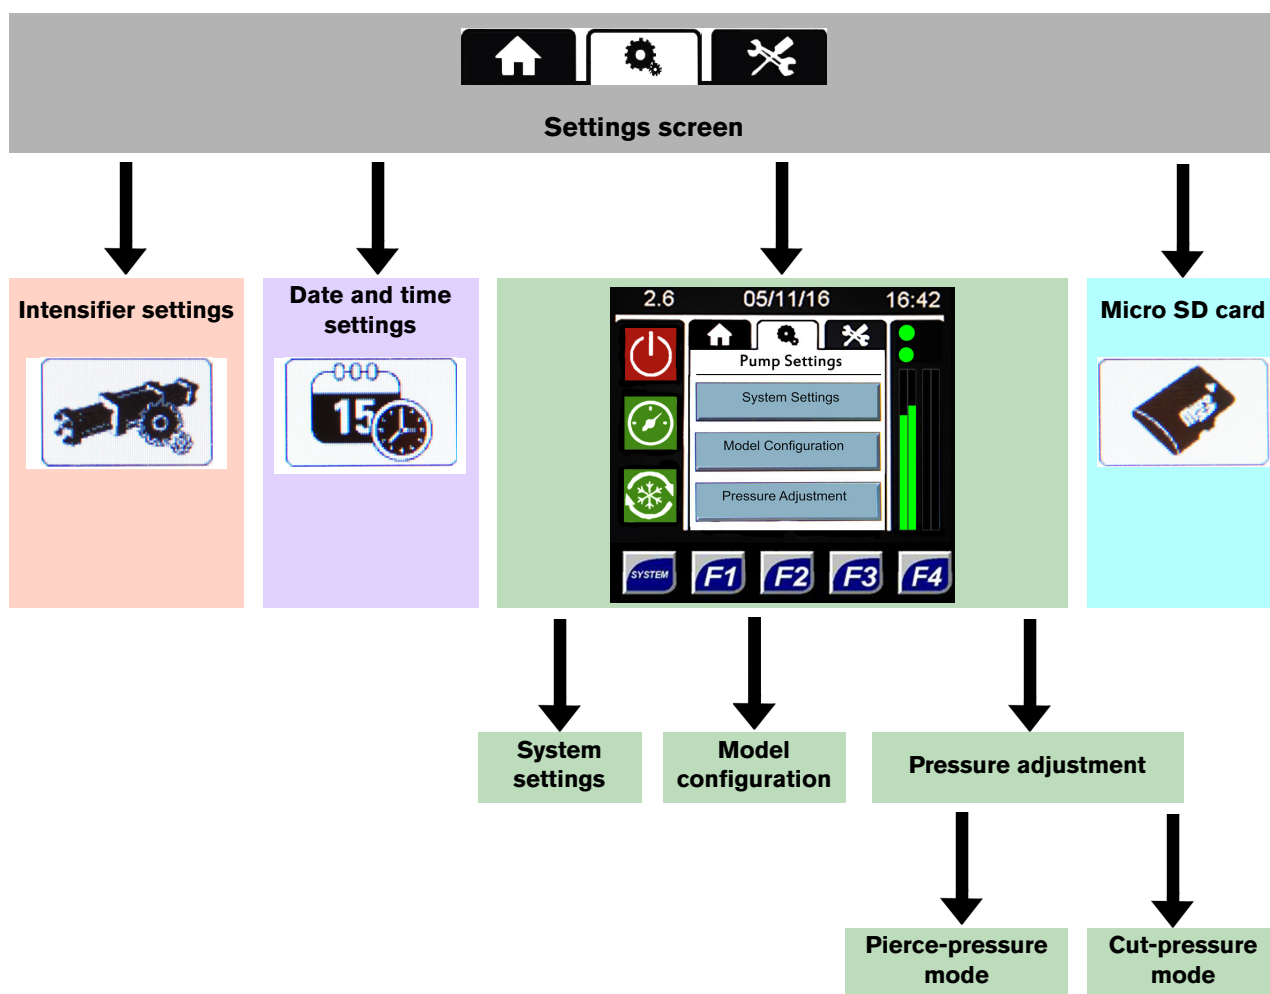 Settings screen
Intensifier settings
Date and time
settings
15
2.6 05/11/16 16:42
Pump Settings
System Settings
Model Configuration
Pressure Adjustment
SYSTEM F1 F2 F3 F4
Micro SD card
System
settings
Model
configuration
Pressure adjustment
Pierce-pressure
mode
Cut-pressure
mode